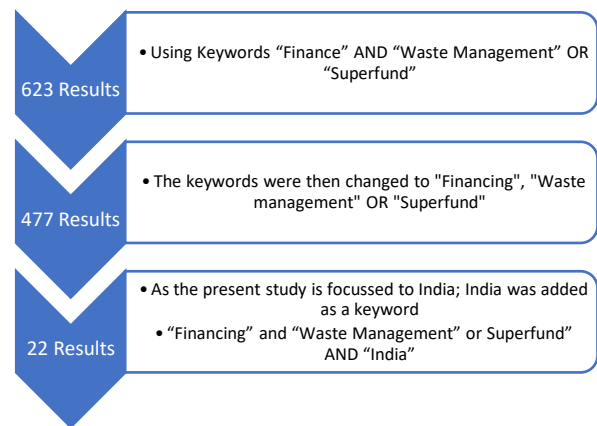 623 Results
• Using Keywords “Finance” AND “Waste Management” OR
“Superfund”
477 Results
• The keywords were then changed to "Financing", "Waste
management" OR "Superfund"
22 Results
• As the present study is focussed to India; India was added
as a keyword
• “Financing” and “Waste Management” or Superfund”
AND “India”